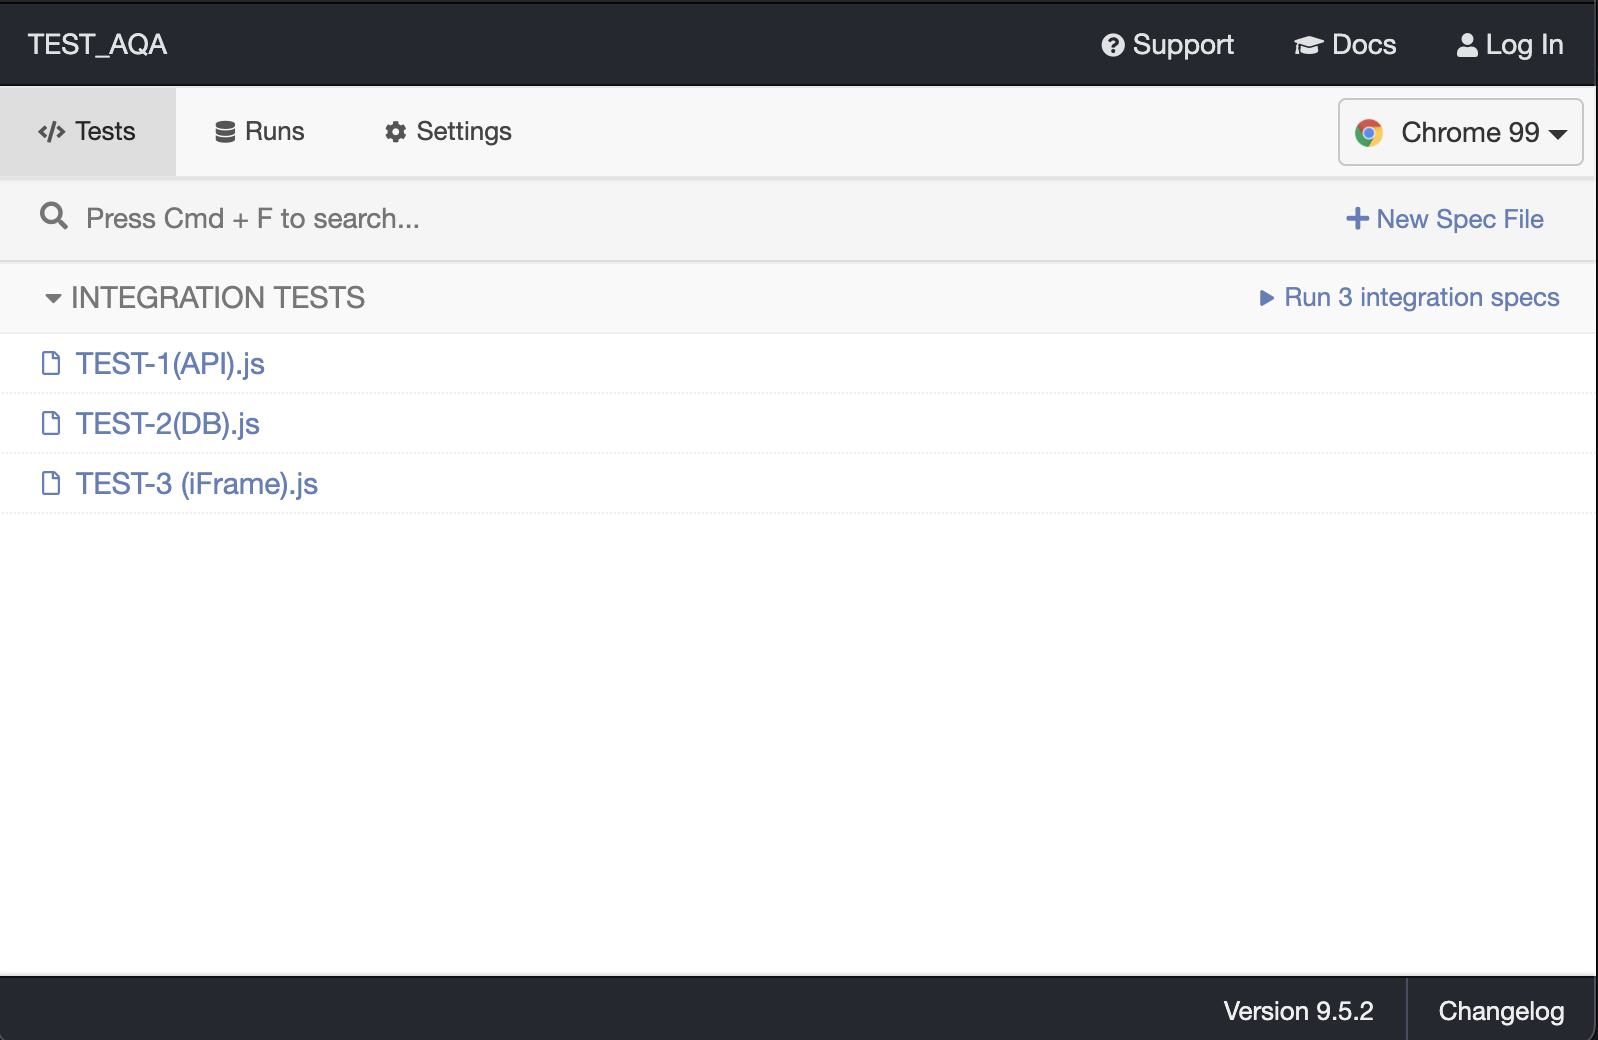 TEST_AQA
Support
Docs
Log In
Tests
Runs
Settings
Chrome 99
Press Cmd + F to search...
New Spec File
INTEGRATION TESTS
Run 3 integration specs
TEST-1(API).js
TEST-2(DB).js
TEST-3 (iFrame).js
Version 9.5.2
Changelog